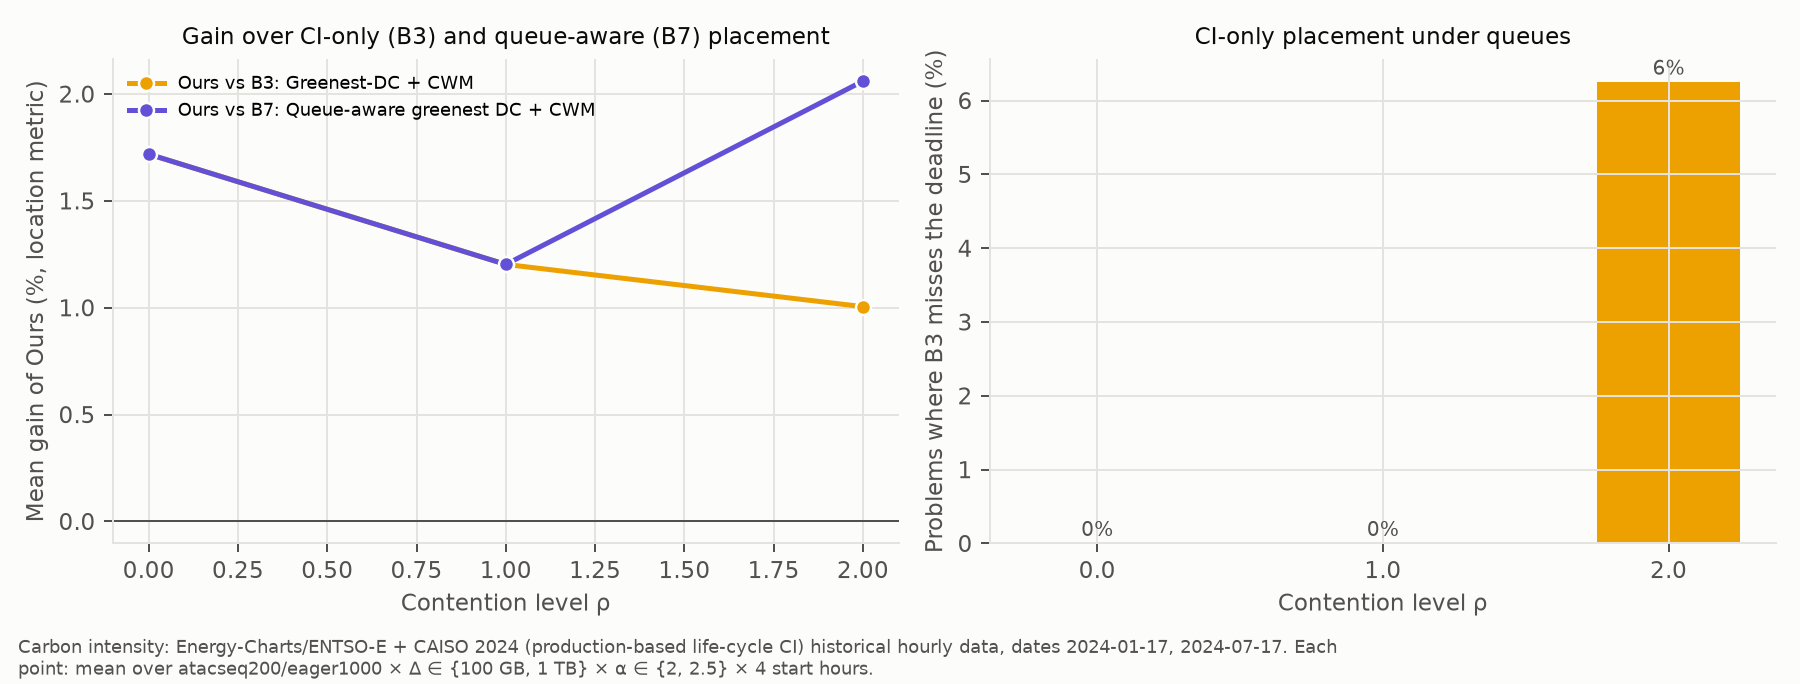 Gain over CI-only (B3) and queue-aware (B7) placement
Ours vs B3: Greenest-DC + CWM
Ours vs B7: Queue-aware greenest DC + CWM
Mean gain of Ours (%, location metric)
2.0
1.5
1.0
0.5
0.0
0.00 0.25 0.50 0.75 1.00 1.25 1.50 1.75 2.00
Contention level ρ
CI-only placement under queues
Problems where B3 misses the deadline (%)
6
5
4
3
2
1
0
0% 0% 6%
0.0 1.0 2.0
Contention level ρ
Carbon intensity: Energy-Charts/ENTSO-E + CAISO 2024 (production-based life-cycle CI) historical hourly data, dates 2024-01-17, 2024-07-17. Each
point: mean over atacseq200/eager1000 × Δ ∈ {100 GB, 1 TB} × α ∈ {2, 2.5} × 4 start hours.